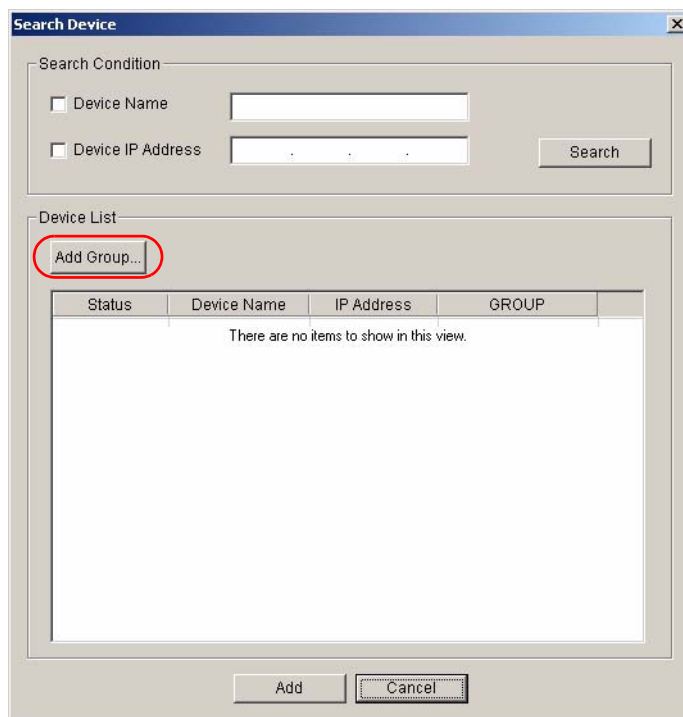 Search Device
Search Condition
Device Name
Device IP Address . . .
Search
Device List
Add Group...
Status Device Name IP Address GROUP
There are no items to show in this view.
Add Cancel